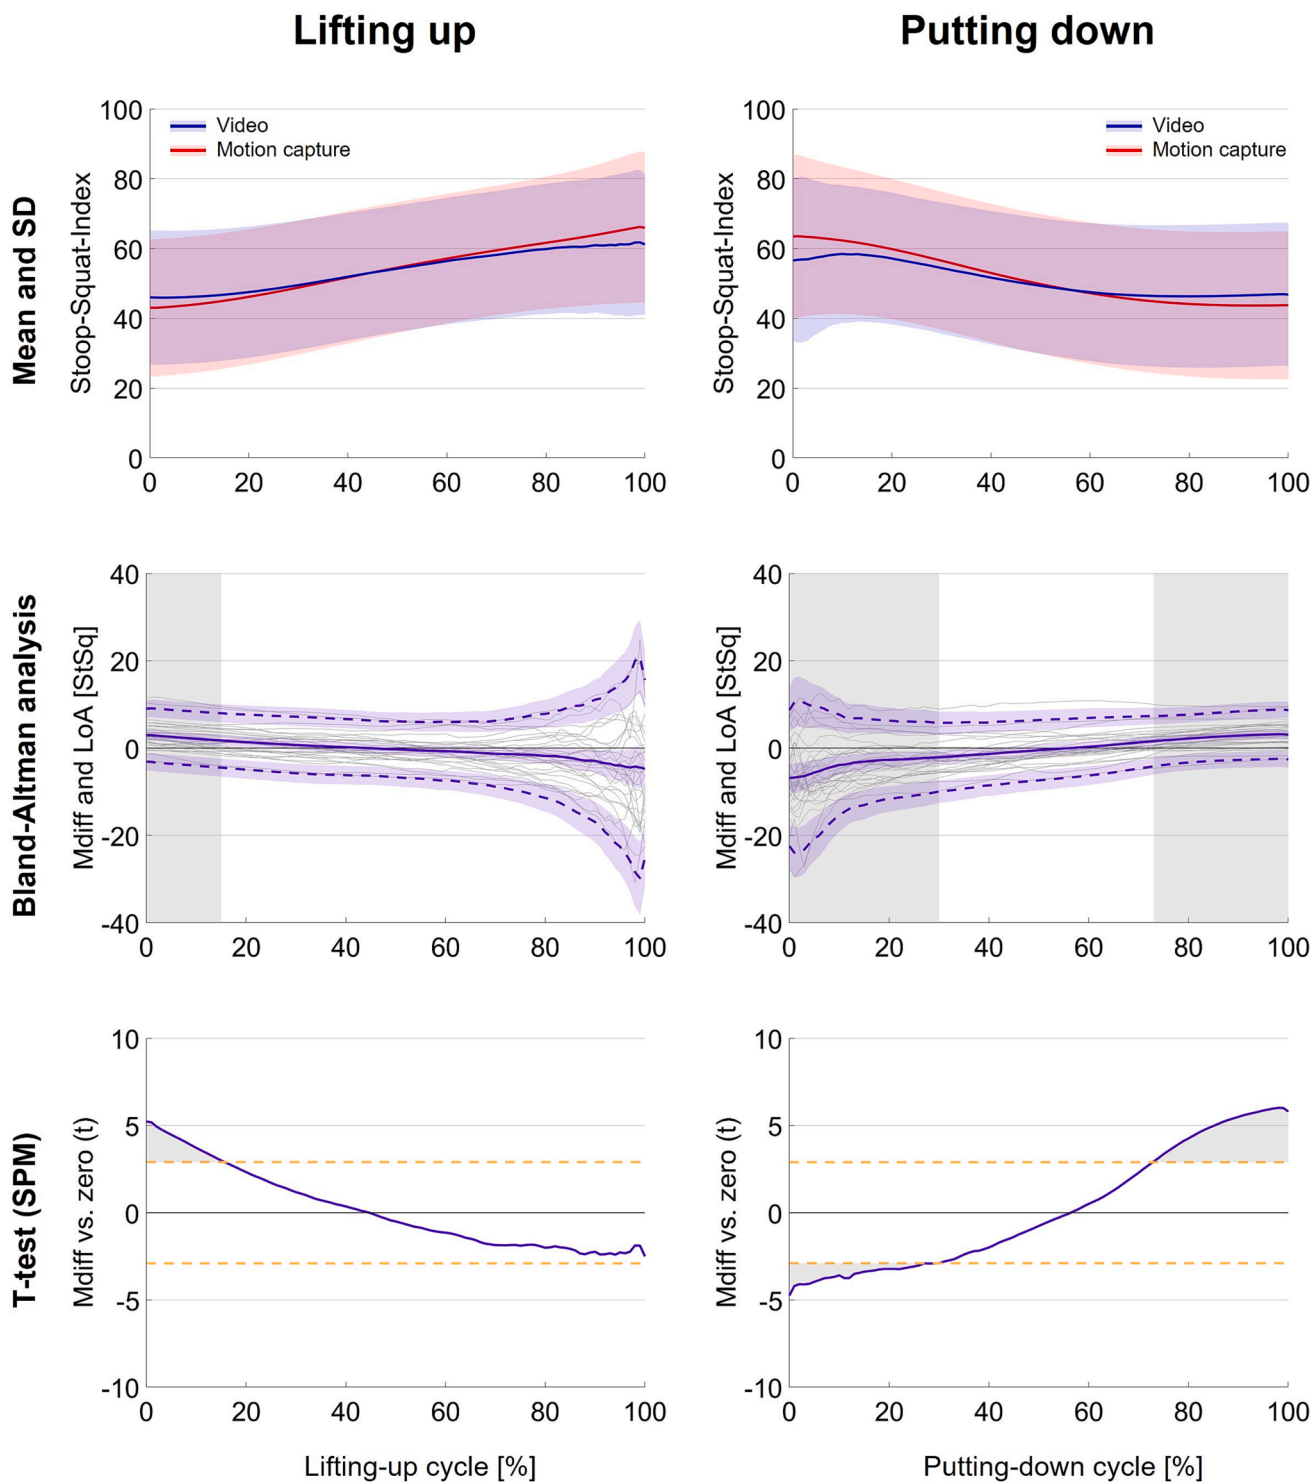 Lifting up
Putting down
Mean and SD
Stoop-Squat-Index
100
80
60
40
20
0
Video
Motion capture
0 20 40 60 80 100
Stoop-Squat-Index
100
80
60
40
20
0
Video
Motion capture
0 20 40 60 80 100
Bland-Altman analysis
Mdiff and LoA [StSq]
40
20
0
-20
-40
0 20 40 60 80 100
Mdiff and LoA [StSq]
40
20
0
-20
-40
0 20 40 60 80 100
T-test (SPM)
Mdiff vs. zero (t)
10
5
0
-5
-10
0 20 40 60 80 100
Lifting-up cycle [%]
Mdiff vs. zero (t)
10
5
0
-5
-10
0 20 40 60 80 100
Putting-down cycle [%]